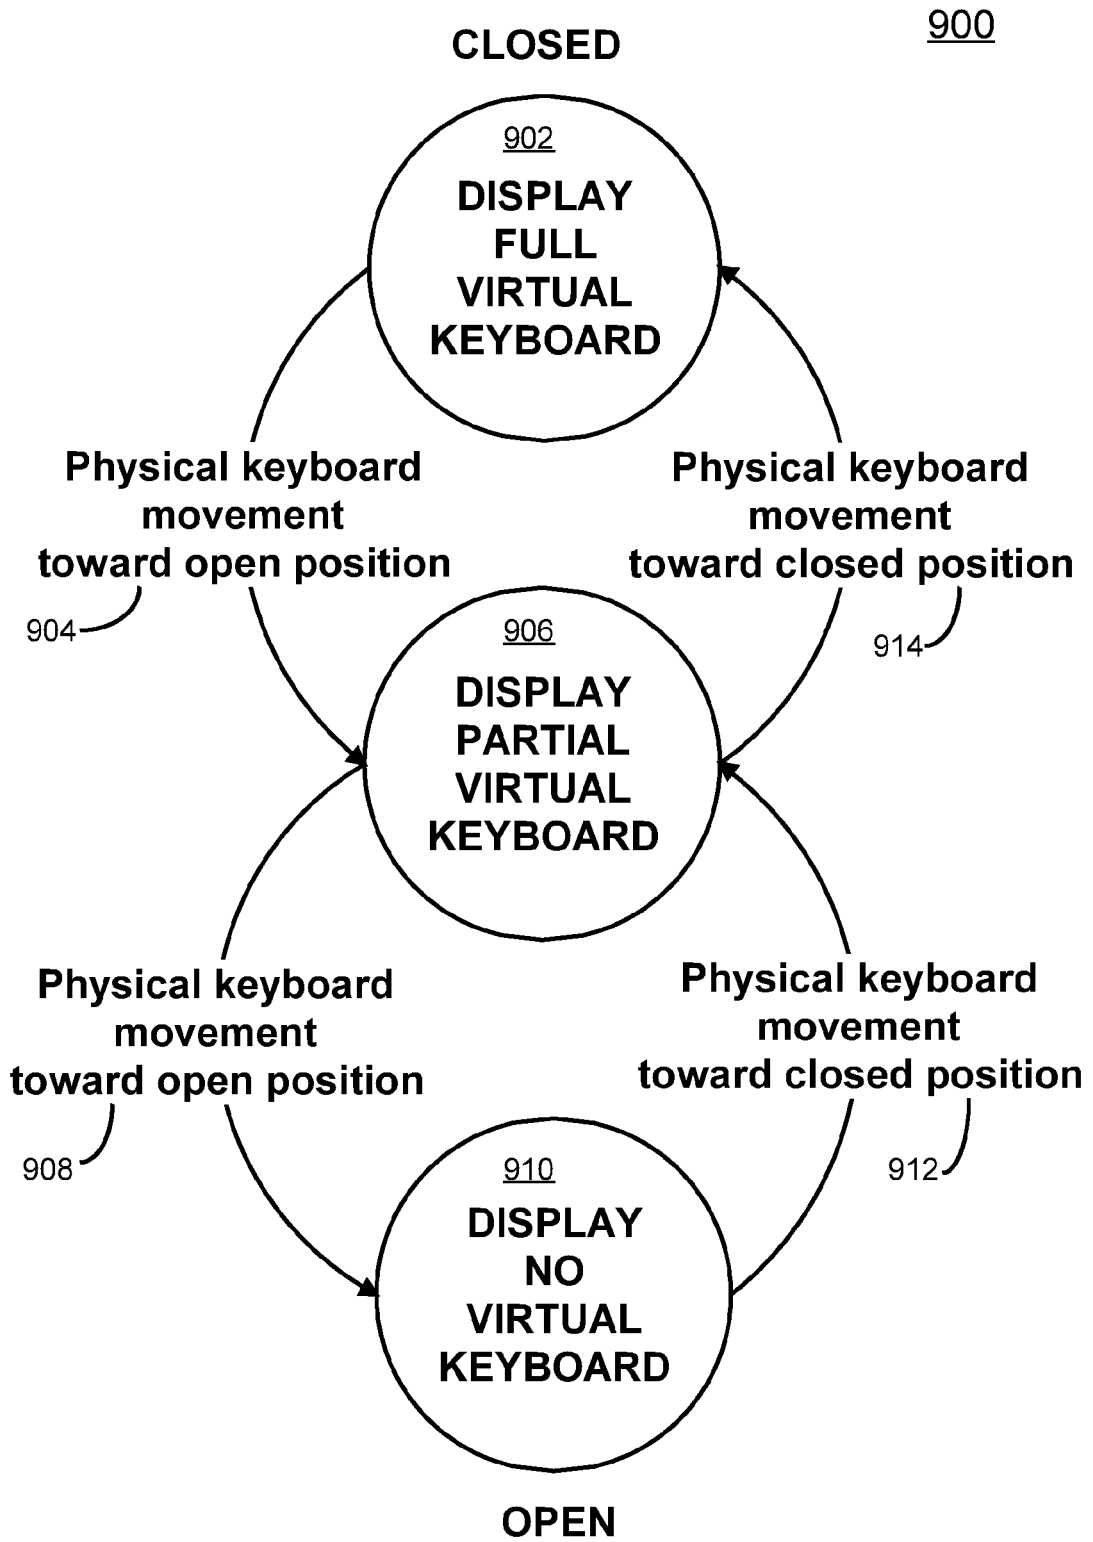 900
CLOSED
902
DISPLAY
FULL
VIRTUAL
KEYBOARD
Physical keyboard
movement
toward open position
904
Physical keyboard
movement
toward closed position
914
906
DISPLAY
PARTIAL
VIRTUAL
KEYBOARD
Physical keyboard
movement
toward open position
908
Physical keyboard
movement
toward closed position
912
910
DISPLAY
NO
VIRTUAL
KEYBOARD
OPEN